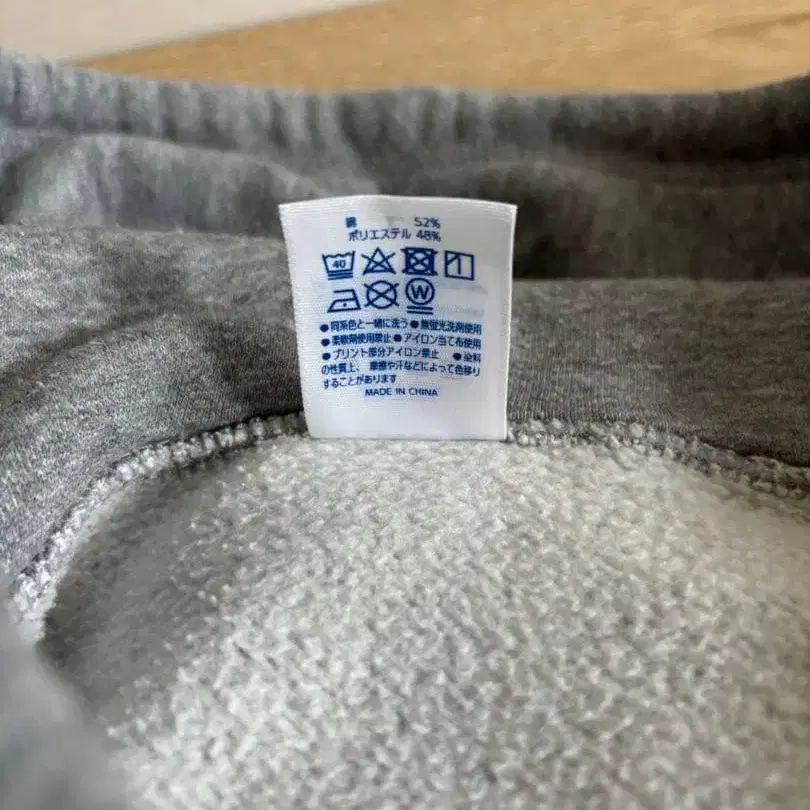 綿 52%
ポリエステル 48%
40
W
●同系色と一緒に洗う ●無蛍光洗剤使用
●柔軟剤使用禁止 ●アイロン当て布使用
●プリント部分アイロン禁止 ●染料
の性質上、 摩擦や汗などによって色移り
することがあります
MADE IN CHINA